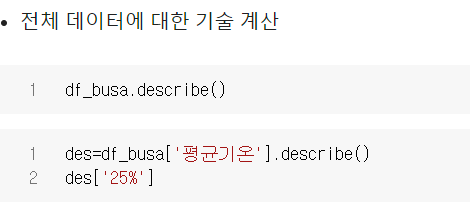 • 전체 데이터에 대한 기술 계산
1 df_busa.describe()
1 des=df_busa['평균기온'].describe()
2 des['25%']